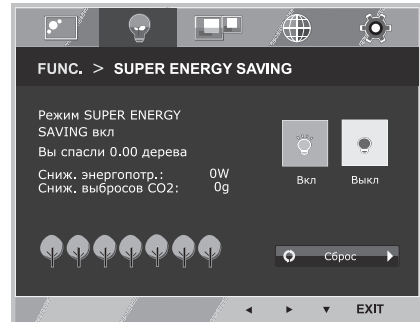 FUNC. > SUPER ENERGY SAVING
Режим SUPER ENERGY
SAVING вкл
Вы спасли 0.00 дерева
Сниж. энергопотр.: 0W
Сниж. выбросов CO2: 0g
Вкл Выкл
Сброс
EXIT